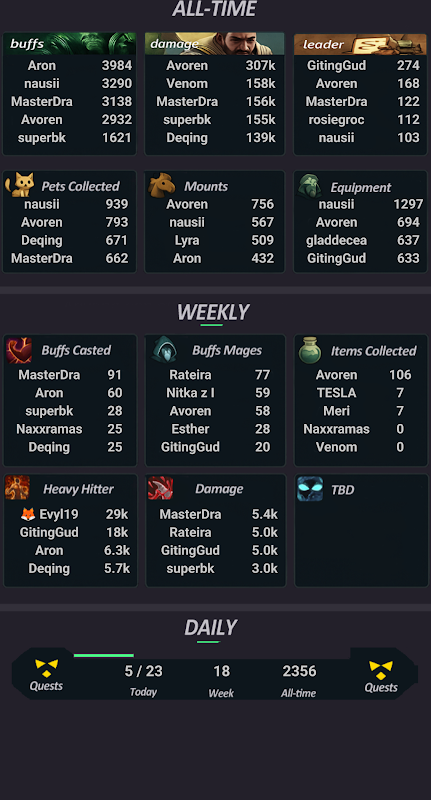 ALL-TIME
buffs damage leader
Aron 3984 Avoren 307k GitingGud 274
nausii 3290 Venom 158k Avoren 168
MasterDra 3138 MasterDra 156k MasterDra 122
Avoren 2932 superbk 155k rosiegroc 112
superbk 1621 Deqing 139k nausii 103
Pets Collected Mounts Equipment
nausii 939 Avoren 756 nausii 1297
Avoren 793 nausii 567 Avoren 694
Deqing 671 Lyra 509 gladdecea 637
MasterDra 662 Aron 432 GitingGud 633
WEEKLY
Buffs Casted Buffs Mages Items Collected
MasterDra 91 Rateira 77 Avoren 106
Aron 60 Nitka z I 59 TESLA 7
superbk 28 Avoren 58 Meri 7
Naxxramas 25 Esther 28 Naxxramas 0
Deqing 25 GitingGud 20 Venom 0
Heavy Hitter Damage TBD
🦊 Evyl19 29k MasterDra 5.4k
GitingGud 18k Rateira 5.0k
Aron 6.3k GitingGud 5.0k
Deqing 5.7k superbk 3.0k
DAILY
5 / 23 18 2356
Quests Today Week All-time Quests